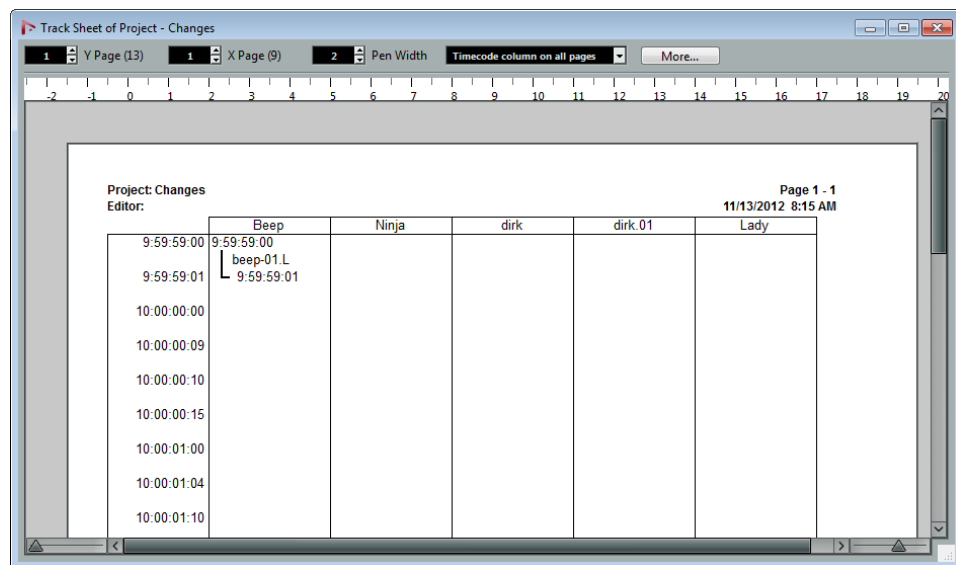 Track Sheet of Project - Changes
1 Y Page (13) 1 X Page (9) 2 Pen Width Timecode column on all pages More...
-2 -1 0 1 2 3 4 5 6 7 8 9 10 11 12 13 14 15 16 17 18 19 20
Project: Changes Page 1 - 1
Editor: 11/13/2012 8:15 AM
Beep Ninja dirk dirk.01 Lady
9:59:59:00 9:59:59:00
beep-01.L
9:59:59:01 9:59:59:01
10:00:00:00
10:00:00:09
10:00:00:10
10:00:00:15
10:00:01:00
10:00:01:04
10:00:01:10